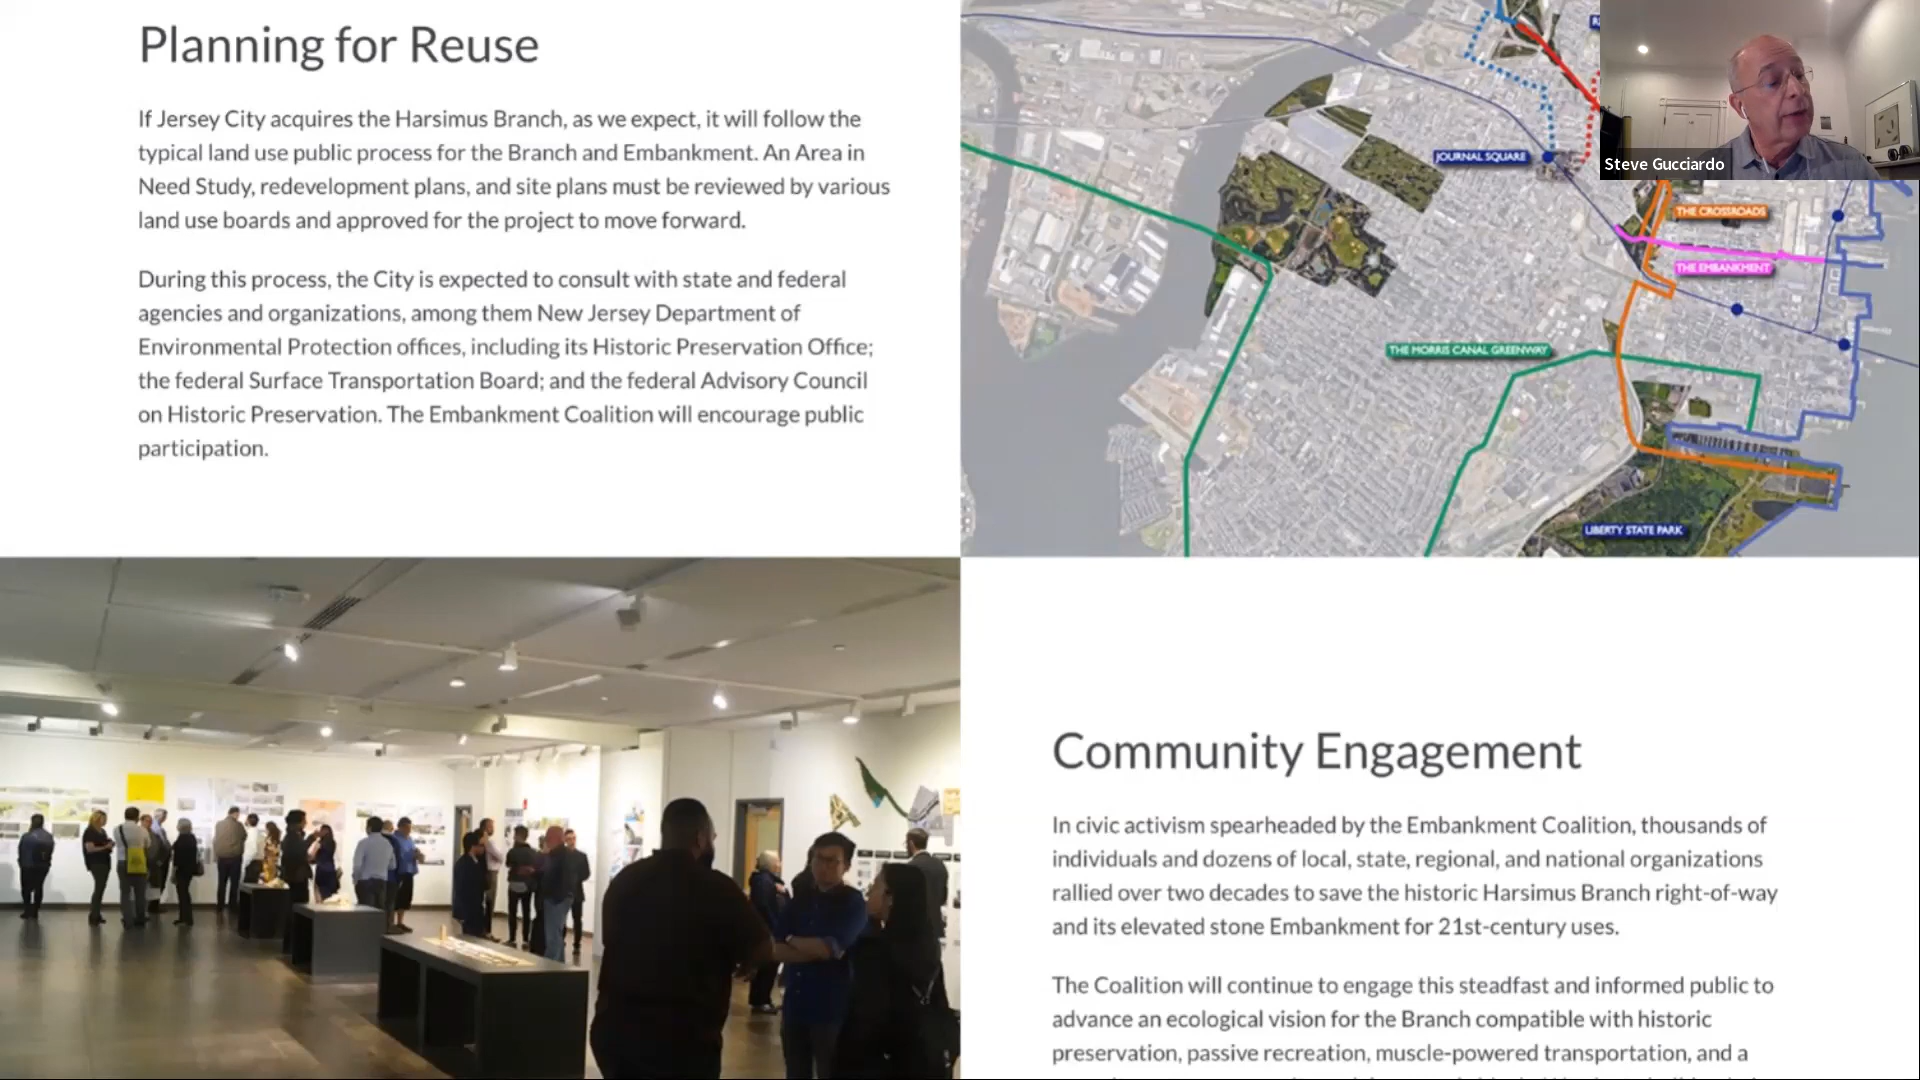 Planning for Reuse
If Jersey City acquires the Harsimus Branch, as we expect, it will follow the
typical land use public process for the Branch and Embankment. An Area in
Need Study, redevelopment plans, and site plans must be reviewed by various
land use boards and approved for the project to move forward.
During this process, the City is expected to consult with state and federal
agencies and organizations, among them New Jersey Department of
Environmental Protection offices, including its Historic Preservation Office;
the federal Surface Transportation Board; and the federal Advisory Council
on Historic Preservation. The Embankment Coalition will encourage public
participation.
JOURNAL SQUARE
Steve Gucciardo
THE CROSSROADS
THE EMBANKMENT
THE MORRIS CANAL GREENWAY
LIBERTY STATE PARK
Community Engagement
In civic activism spearheaded by the Embankment Coalition, thousands of
individuals and dozens of local, state, regional, and national organizations
rallied over two decades to save the historic Harsimus Branch right-of-way
and its elevated stone Embankment for 21st-century uses.
The Coalition will continue to engage this steadfast and informed public to
advance an ecological vision for the Branch compatible with historic
preservation, passive recreation, muscle-powered transportation, and a